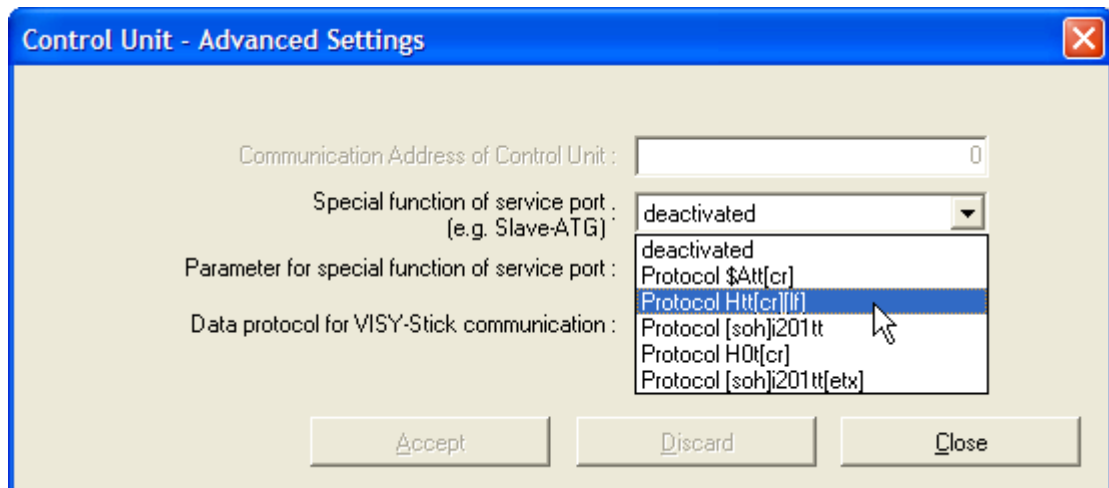 Control Unit - Advanced Settings
Communication Address of Control Unit : 0
Special function of service port :
(e.g. Slave-ATG)
deactivated
deactivated
Parameter for special function of service port :
Protocol $Att[cr]
Protocol Htt[cr][lf]
Data protocol for VISY-Stick communication :
Protocol [soh]i201tt
Protocol H0t[cr]
Protocol [soh]i201tt[etx]
Accept
Discard
Close